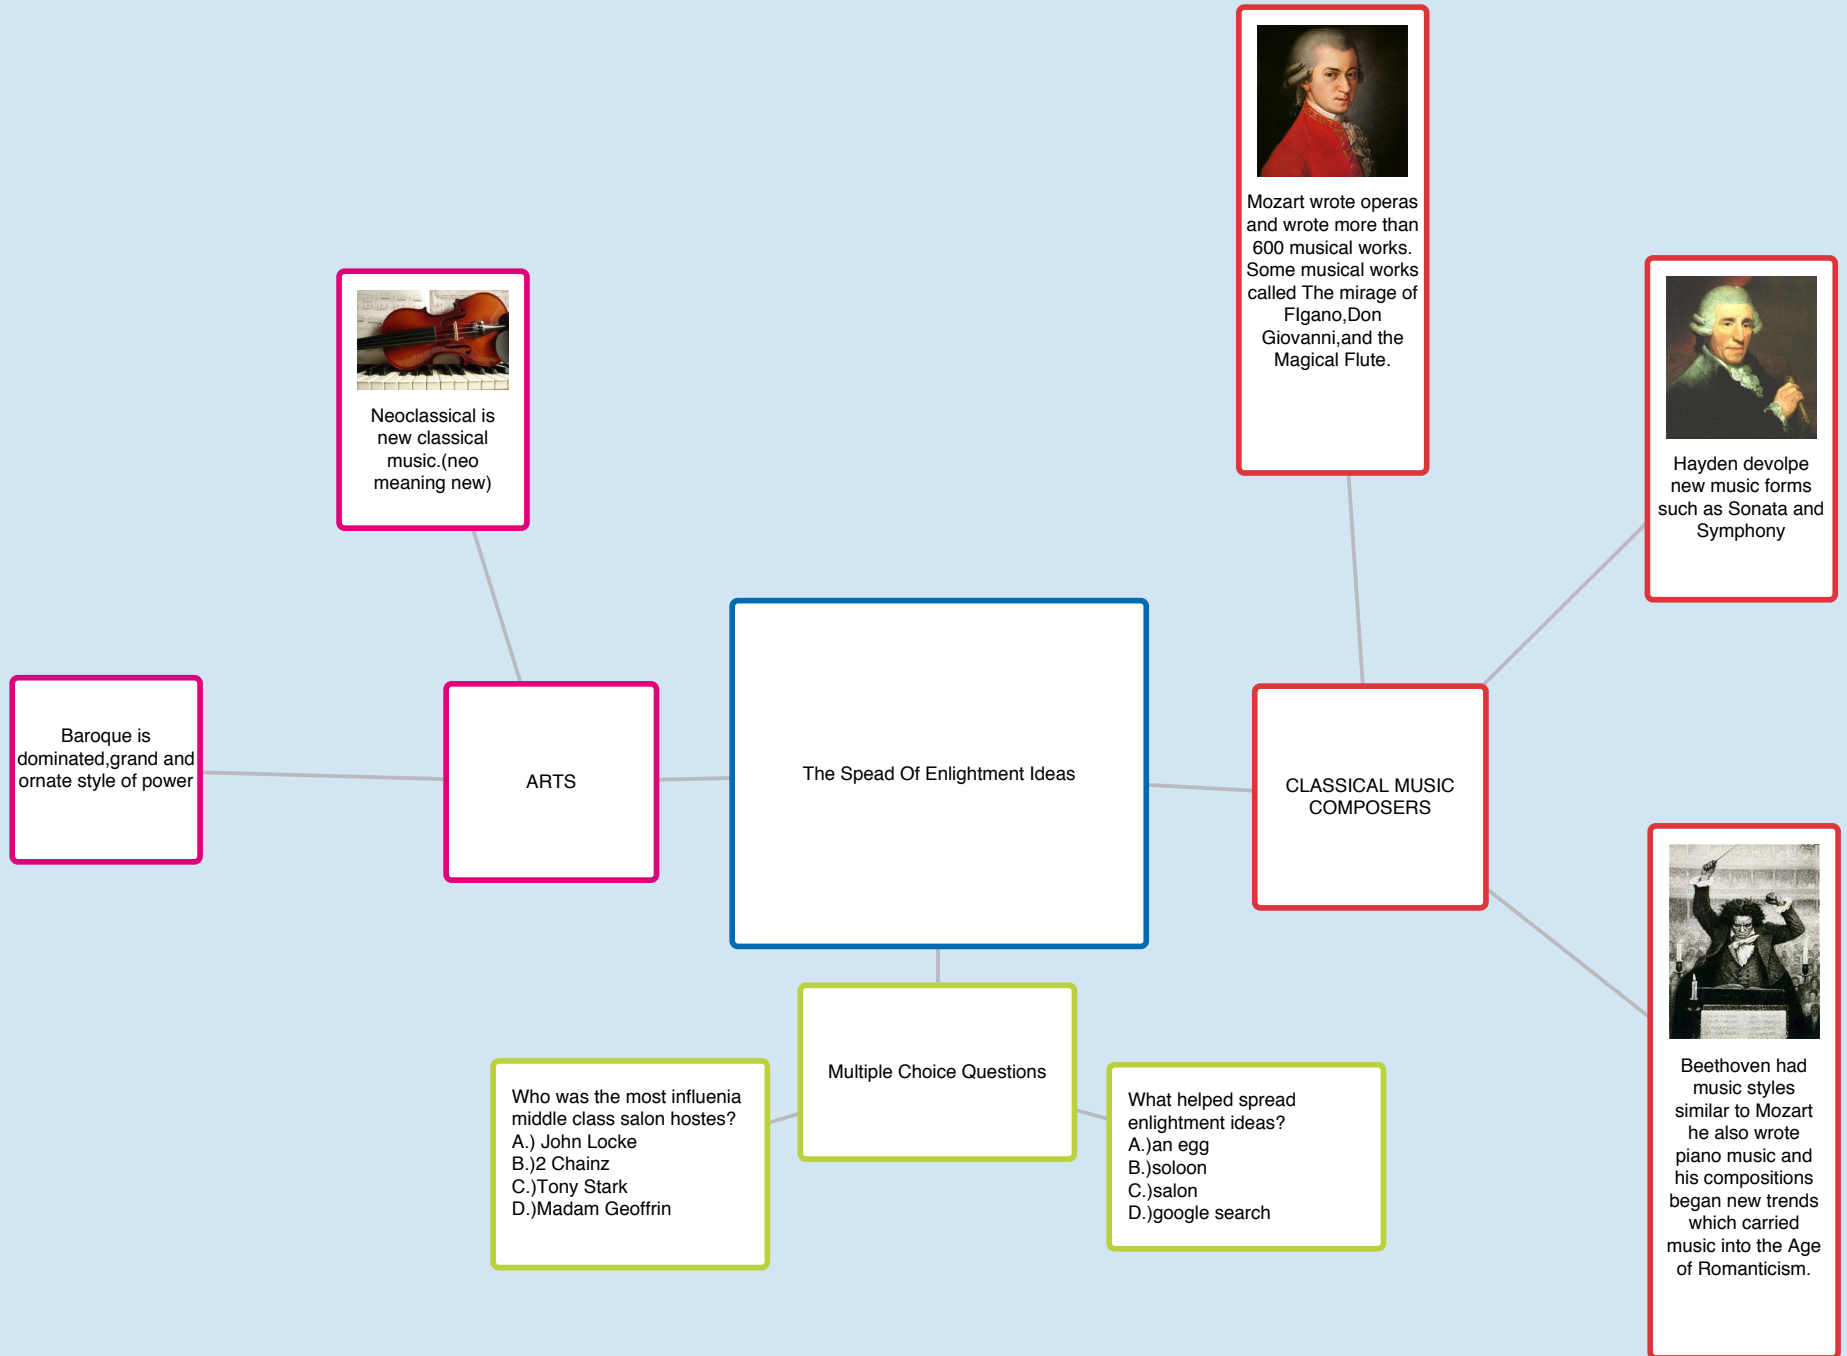 Mozart wrote operas
and wrote more than
600 musical works.
Some musical works
called The mirage of
FIgano,Don
Giovanni,and the
Magical Flute.
Neoclassical is
new classical
music.(neo
meaning new)
Hayden devolpe
new music forms
such as Sonata and
Symphony
Baroque is
dominated,grand and
ornate style of power
ARTS
The Spead Of Enlightment Ideas
CLASSICAL MUSIC
COMPOSERS
Multiple Choice Questions
Who was the most influenia
middle class salon hostes?
A.) John Locke
B.)2 Chainz
C.)Tony Stark
D.)Madam Geoffrin
What helped spread
enlightment ideas?
A.)an egg
B.)soloon
C.)salon
D.)google search
Beethoven had
music styles
similar to Mozart
he also wrote
piano music and
his compositions
began new trends
which carried
music into the Age
of Romanticism.